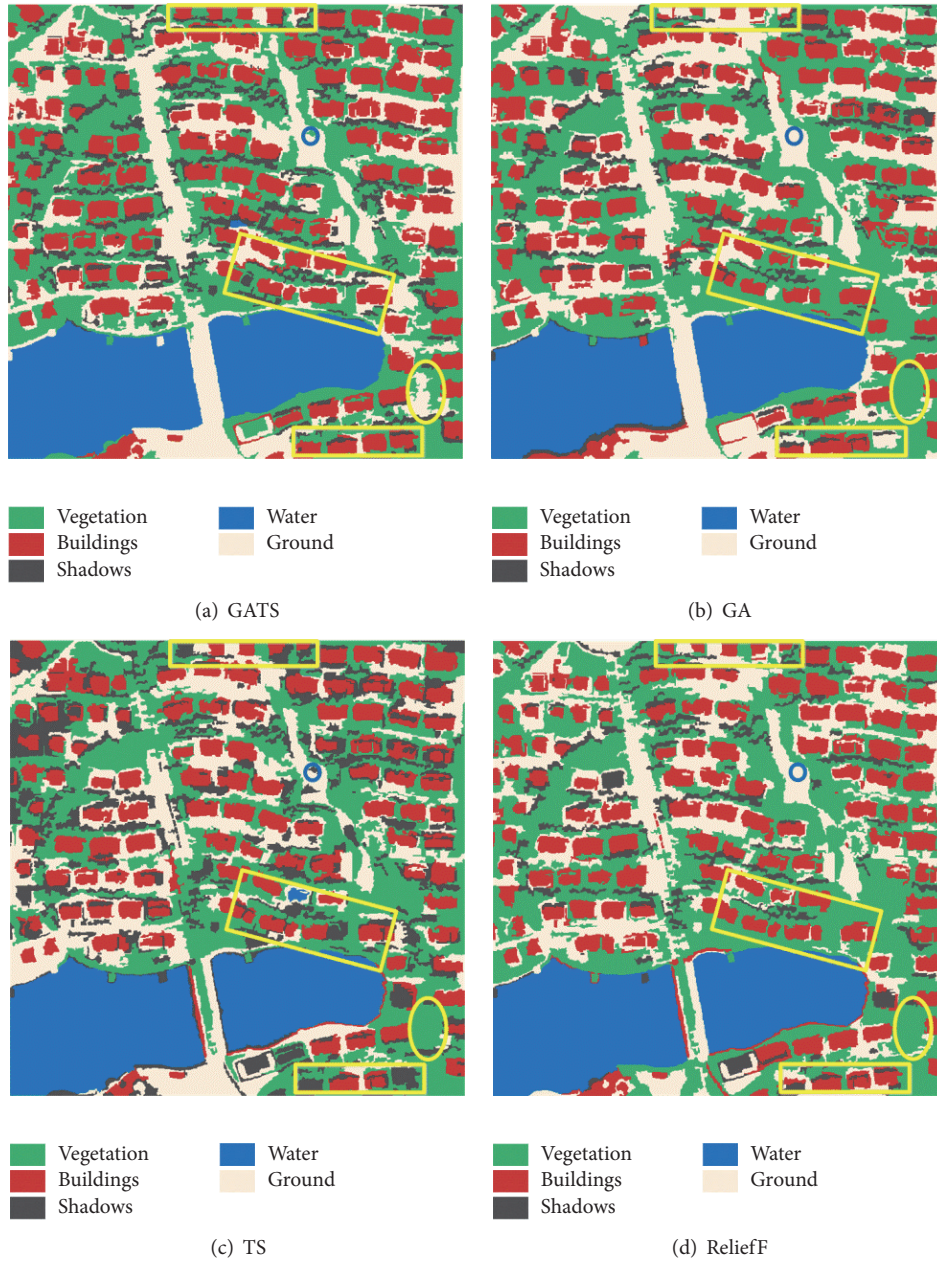 Vegetation Water Vegetation Water
Buildings Ground Buildings Ground
Shadows Shadows
(a) GATS (b) GA
Vegetation Water Vegetation Water
Buildings Ground Buildings Ground
Shadows Shadows
(c) TS (d) ReliefF